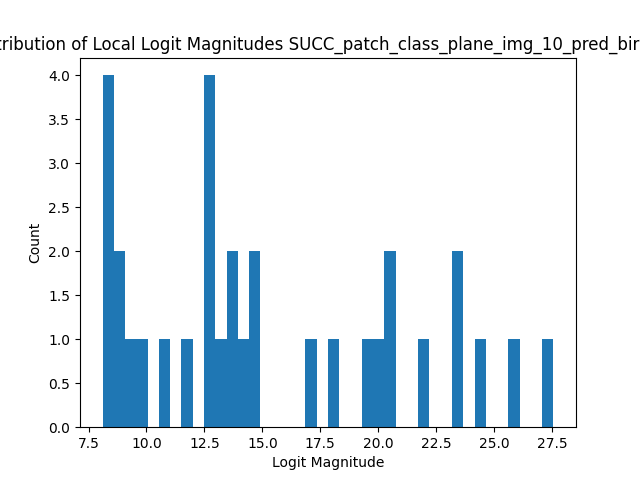 tribution of Local Logit Magnitudes SUCC_patch_class_plane_img_10_pred_bir
4.0
3.5
3.0
2.5
2.0
1.5
1.0
0.5
0.0
Count
7.5 10.0 12.5 15.0 17.5 20.0 22.5 25.0 27.5
Logit Magnitude